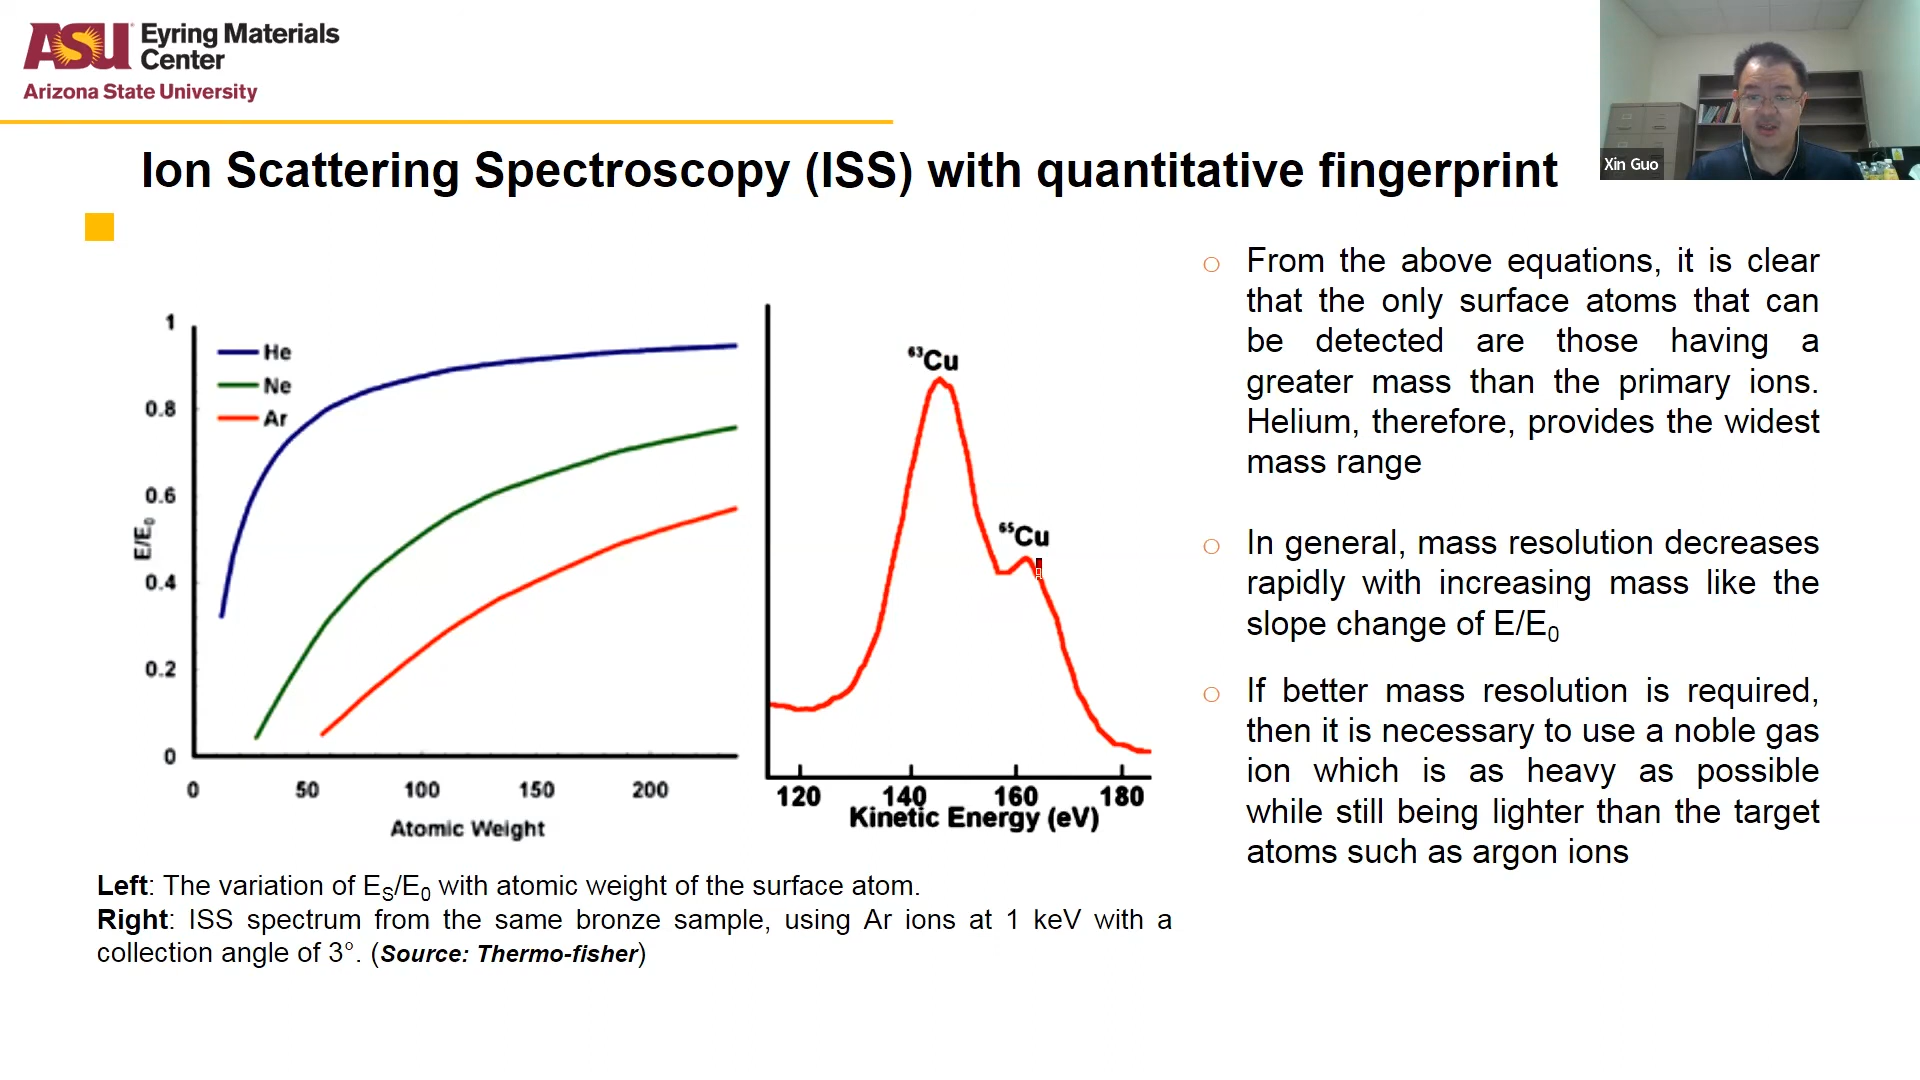 ASU Eyring Materials
Center
Arizona State University
Xin Guo
Ion Scattering Spectroscopy (ISS) with quantitative fingerprint
1
0.8
0.6
0.4
0.2
0
E/E₀
He
Ne
Ar
0 50 100 150 200
Atomic Weight
⁶³Cu
⁶⁵Cu
120 140 160 180
Kinetic Energy (eV)
Left: The variation of ES/E0 with atomic weight of the surface atom.
Right: ISS spectrum from the same bronze sample, using Ar ions at 1 keV with a
collection angle of 3°. (Source: Thermo-fisher)
○ From the above equations, it is clear
that the only surface atoms that can
be detected are those having a
greater mass than the primary ions.
Helium, therefore, provides the widest
mass range
○ In general, mass resolution decreases
rapidly with increasing mass like the
slope change of E/E₀
○ If better mass resolution is required,
then it is necessary to use a noble gas
ion which is as heavy as possible
while still being lighter than the target
atoms such as argon ions